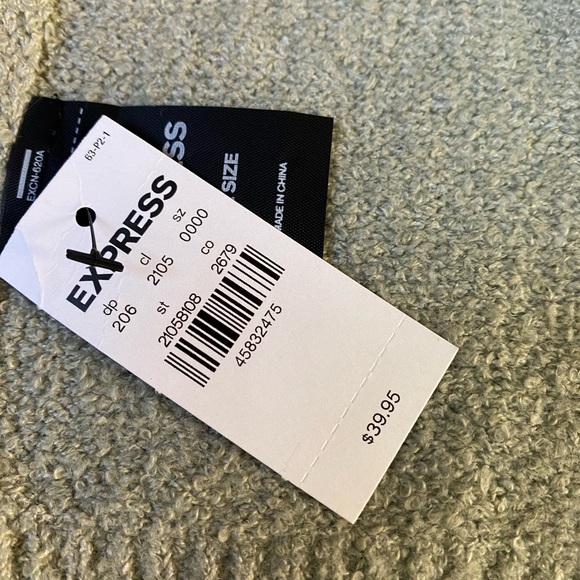 63-P2-1
EXPRESS
dp cl sz
206 2105 0000
st co
21058108 2679
45832475
$39.95
EXCN-620A
SS
SIZE
MADE IN CHINA